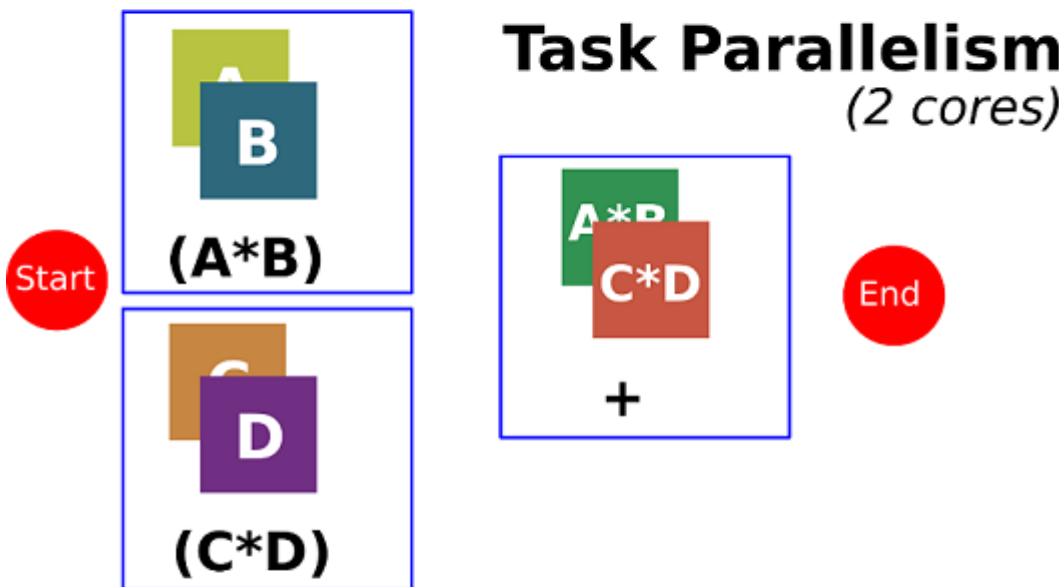 Task Parallelism
(2 cores)
Start
A
B
(A*B)
C
D
(C*D)
A*B
C*D
+
End